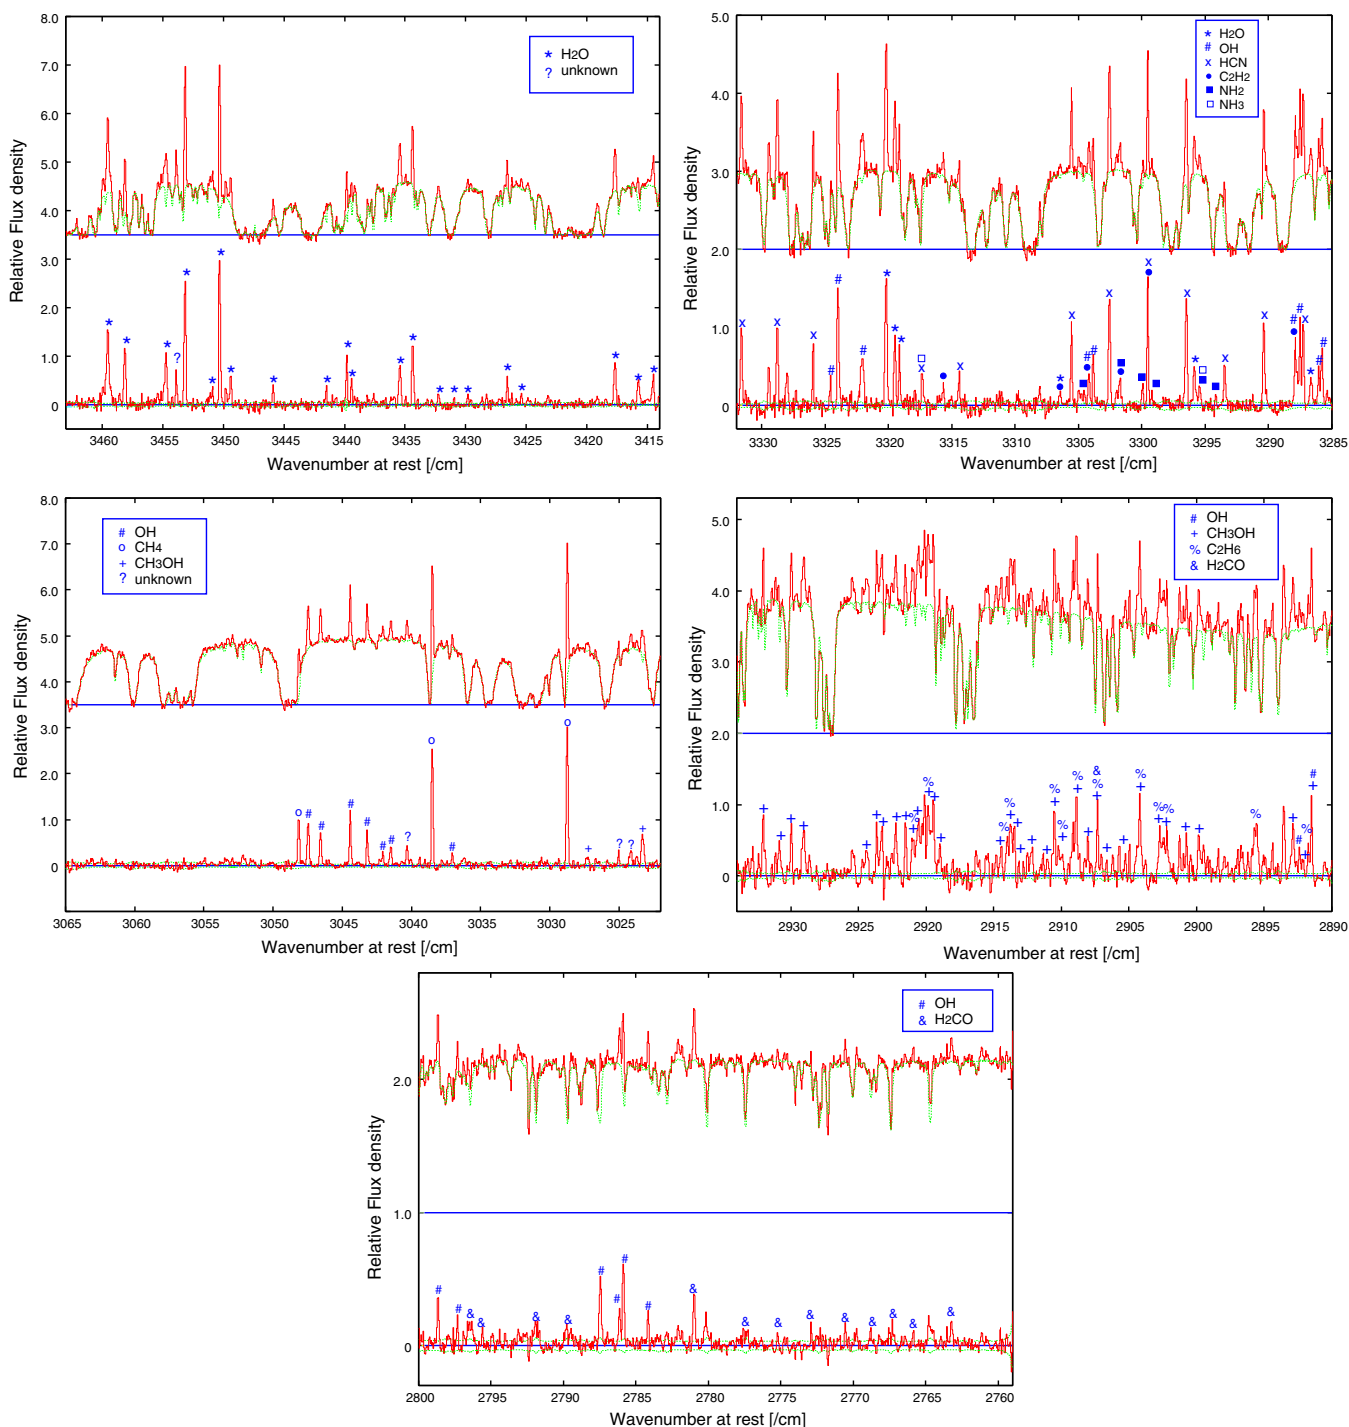 8.0
7.0
6.0
5.0
4.0
3.0
2.0
1.0
0
Relative Flux density
* H2O
? unknown
* * * * ? * * * * * * * * * * * * * * * * *
3460 3450 3445 3440 3434 3430 3420 3414
Wavenumber at rest [/cm]
5.0
4.0
3.0
2.0
1.0
0
Relative Flux density
* H2O
# OH
x HCN
● C2H2
■ NH2
□ NH3
3330 3325 3320 3315 3310 3305 3300 3295 3290 3285
Wavenumber at rest [/cm]
8.0
7.0
6.0
5.0
4.0
3.0
2.0
1.0
0
Relative Flux density
# OH
o CH4
+ CH3OH
? unknown
3065 3060 3055 3050 3045 3040 3035 3030 3025
Wavenumber at rest [/cm]
5.0
4.0
3.0
2.0
1.0
0
Relative Flux density
# OH
+ CH3OH
% C2H6
& H2CO
2930 2920 2915 2910 2905 2900 2895 2890
Wavenumber at rest [/cm]
2.0
1.0
0
Relative Flux density
# OH
& H2CO
2800 2795 2790 2785 2780 2773 2770 2765 2760
Wavenumber at rest [/cm]